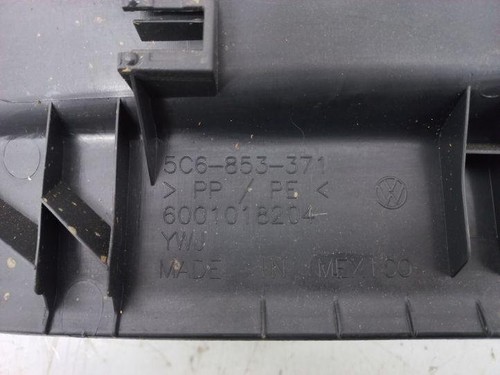 5C6-853-371
> PP / PE <
6001018204
YWJ
MADE IN MEXICO